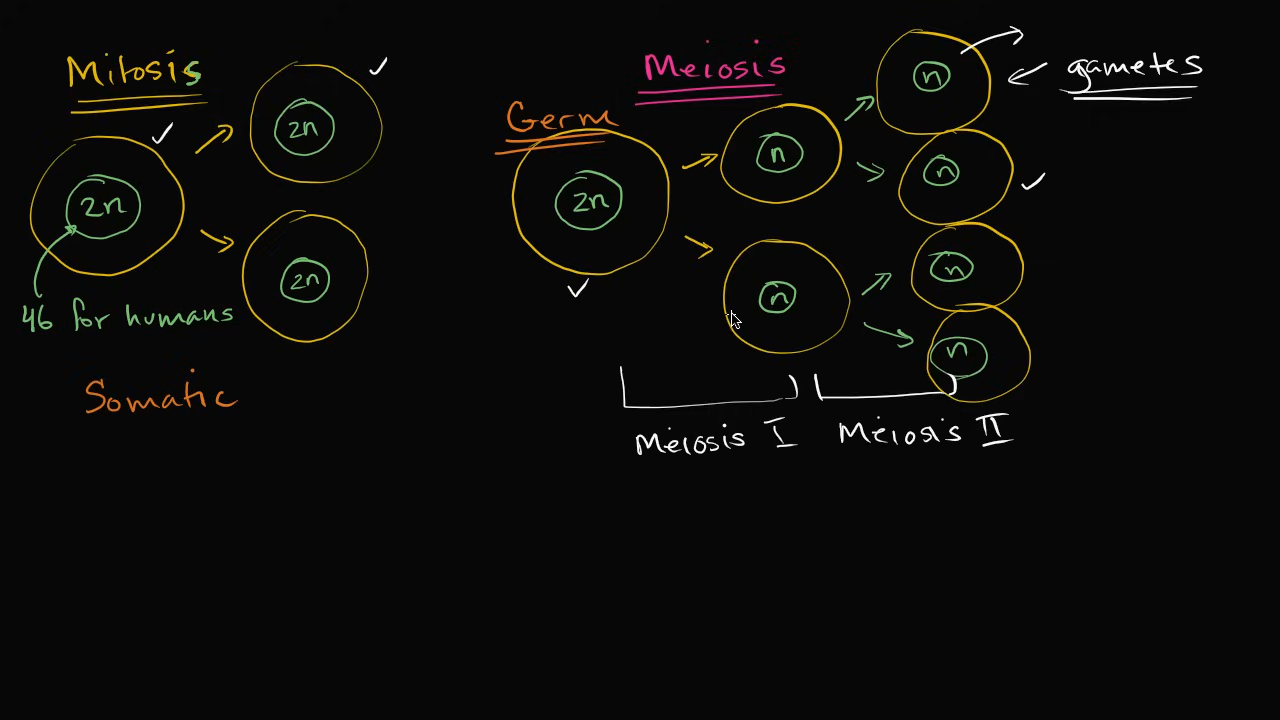 Mitosis
2n
2n
2n
46 for humans
Somatic
Meiosis
Germ
2n
n
n
n
n
n
n
gametes
Meiosis I
Meiosis II